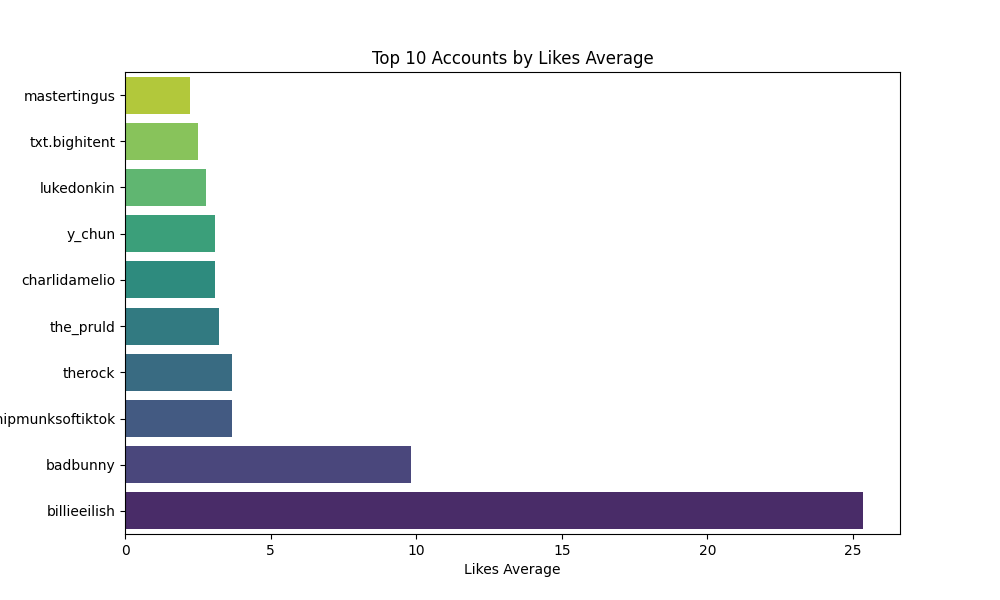 Top 10 Accounts by Likes Average
mastertingus
txt.bighitent
lukedonkin
y_chun
charlidamelio
the_pruld
therock
hipmunksoftiktok
badbunny
billieeilish
0 5 10 15 20 25
Likes Average